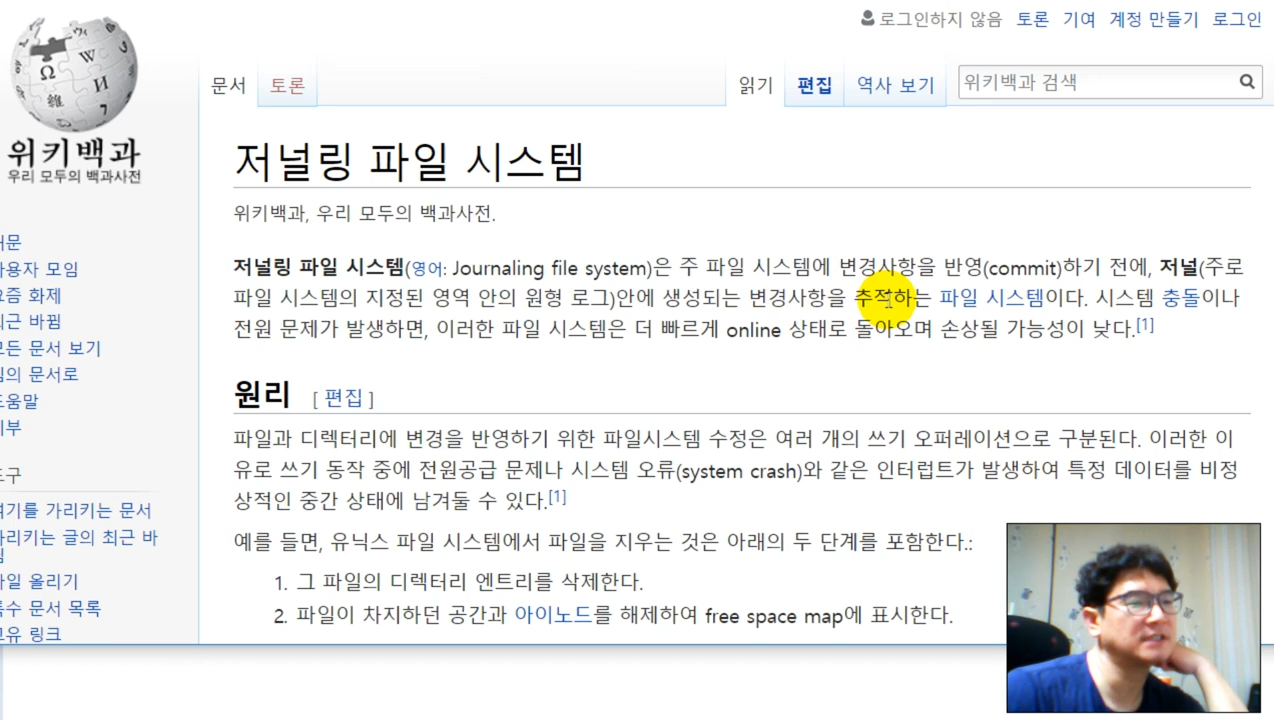 로그인하지 않음 토론 기여 계정 만들기 로그인
문서 토론 읽기 편집 역사 보기 위키백과 검색
위키백과
우리 모두의 백과사전
저널링 파일 시스템
위키백과, 우리 모두의 백과사전.
저널링 파일 시스템(영어: Journaling file system)은 주 파일 시스템에 변경사항을 반영(commit)하기 전에, 저널(주로
파일 시스템의 지정된 영역 안의 원형 로그)안에 생성되는 변경사항을 추적하는 파일 시스템이다. 시스템 충돌이나
전원 문제가 발생하면, 이러한 파일 시스템은 더 빠르게 online 상태로 돌아오며 손상될 가능성이 낮다.[1]
원리 [ 편집 ]
파일과 디렉터리에 변경을 반영하기 위한 파일시스템 수정은 여러 개의 쓰기 오퍼레이션으로 구분된다. 이러한 이
유로 쓰기 동작 중에 전원공급 문제나 시스템 오류(system crash)와 같은 인터럽트가 발생하여 특정 데이터를 비정
상적인 중간 상태에 남겨둘 수 있다.[1]
예를 들면, 유닉스 파일 시스템에서 파일을 지우는 것은 아래의 두 단계를 포함한다.:
1. 그 파일의 디렉터리 엔트리를 삭제한다.
2. 파일이 차지하던 공간과 아이노드를 해제하여 free space map에 표시한다.
모임
화제
바뀜
문서 보기
문서로
가리키는 문서
글의 최근 바
올리기
문서 목록
링크